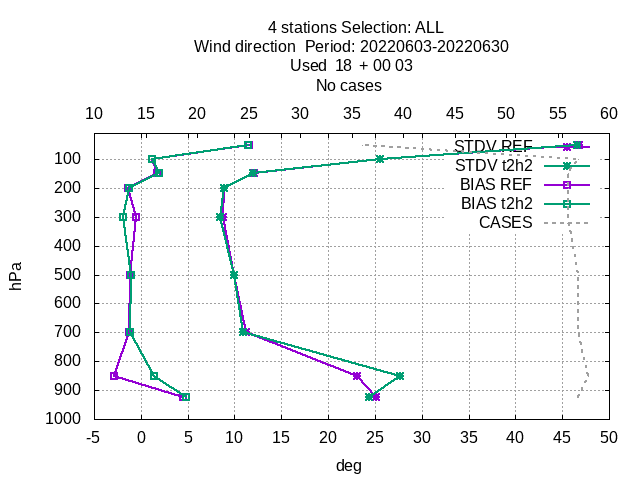 4 stations Selection: ALL
Wind direction  Period: 20220603-20220630
Used  18  + 00 03
No cases
10 15 20 25 30 35 40 45 50 55 60
STDV REF
100
STDV t2h2
200
BIAS REF
BIAS t2h2
300
CASES
400
hPa
500
600
700
800
900
1000
-5 0 5 10 15 20 25 30 35 40 45 50
deg